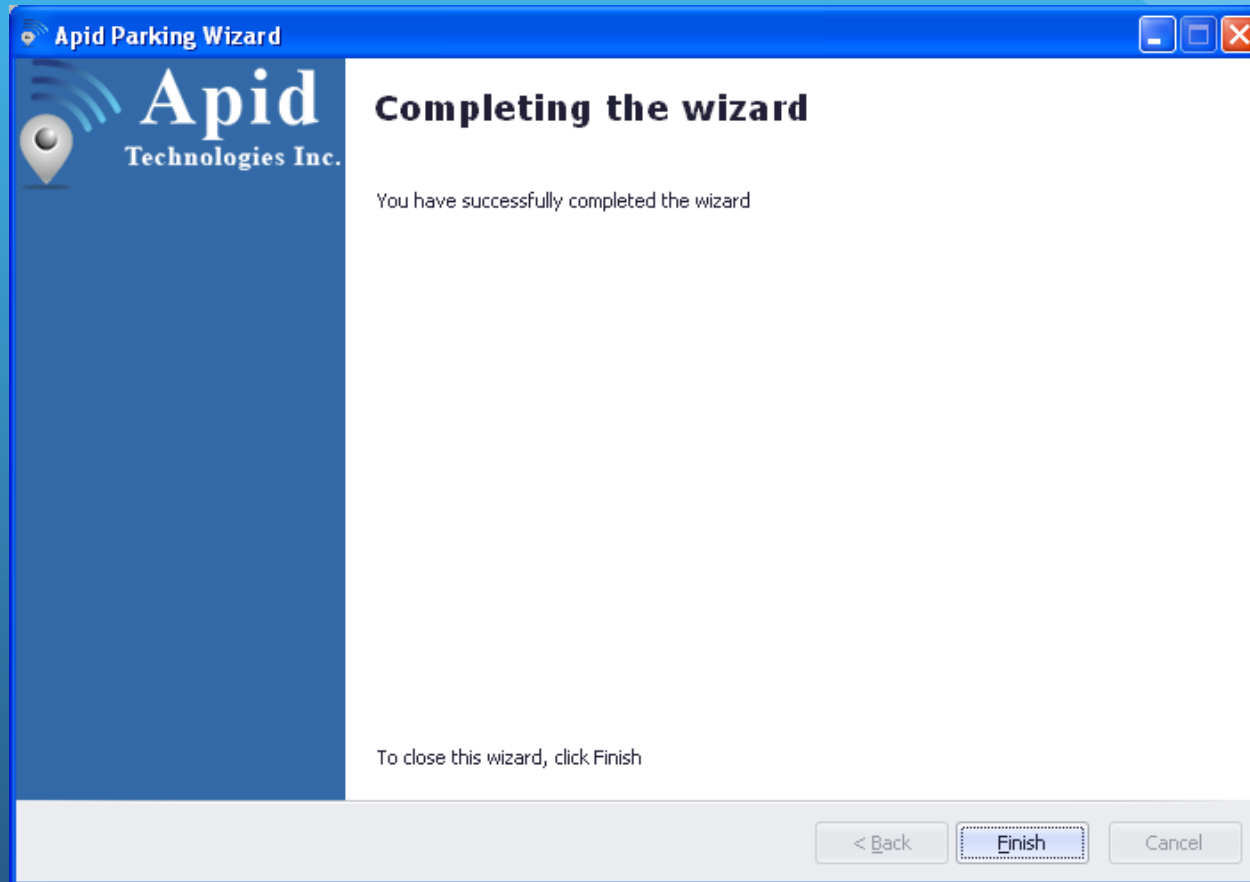 Apid Parking Wizard
Apid
Technologies Inc.
Completing the wizard
You have successfully completed the wizard
To close this wizard, click Finish
< Back
Finish
Cancel